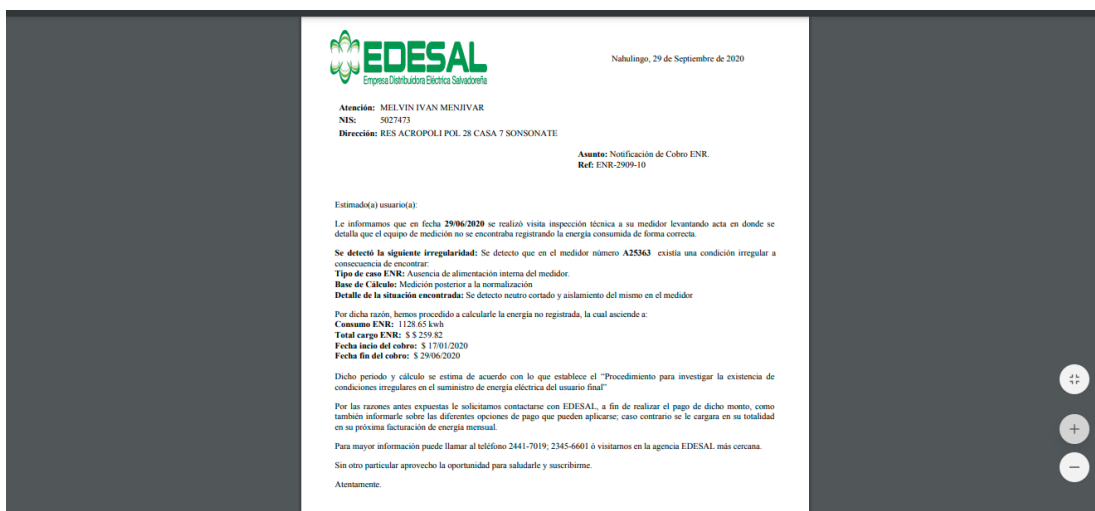 EDESAL
Empresa Distribuidora Eléctrica Salvadoreña
Nahulingo, 29 de Septiembre de 2020
Atención: MELVIN IVAN MENJIVAR
NIS: 5027473
Dirección: RES ACROPOLI POL 28 CASA 7 SONSONATE
Asunto: Notificación de Cobro ENR.
Ref: ENR-2909-10
Estimado(a) usuario(a):
Le informamos que en fecha 29/06/2020 se realizó visita inspección técnica a su medidor levantando acta en donde se
detalla que el equipo de medición no se encontraba registrando la energía consumida de forma correcta.
Se detectó la siguiente irregularidad: Se detecto que en el medidor número A25363 existía una condición irregular a
consecuencia de encontrar:
Tipo de caso ENR: Ausencia de alimentación interna del medidor.
Base de Cálculo: Medición posterior a la normalización
Detalle de la situación encontrada: Se detecto neutro cortado y aislamiento del mismo en el medidor
Por dicha razón, hemos procedido a calcularle la energía no registrada, la cual asciende a:
Consumo ENR: 1128.65 kwh
Total cargo ENR: $ $ 259.82
Fecha incio del cobro: $ 17/01/2020
Fecha fin del cobro: $ 29/06/2020
Dicho periodo y cálculo se estima de acuerdo con lo que establece el "Procedimiento para investigar la existencia de
condiciones irregulares en el suministro de energía eléctrica del usuario final"
Por las razones antes expuestas le solicitamos contactarse con EDESAL, a fin de realizar el pago de dicho monto, como
también informarle sobre las diferentes opciones de pago que pueden aplicarse; caso contrario se le cargara en su totalidad
en su próxima facturación de energía mensual.
Para mayor información puede llamar al teléfono 2441-7019; 2345-6601 ó visitarnos en la agencia EDESAL más cercana.
Sin otro particular aprovecho la oportunidad para saludarle y suscribirme.
Atentamente.